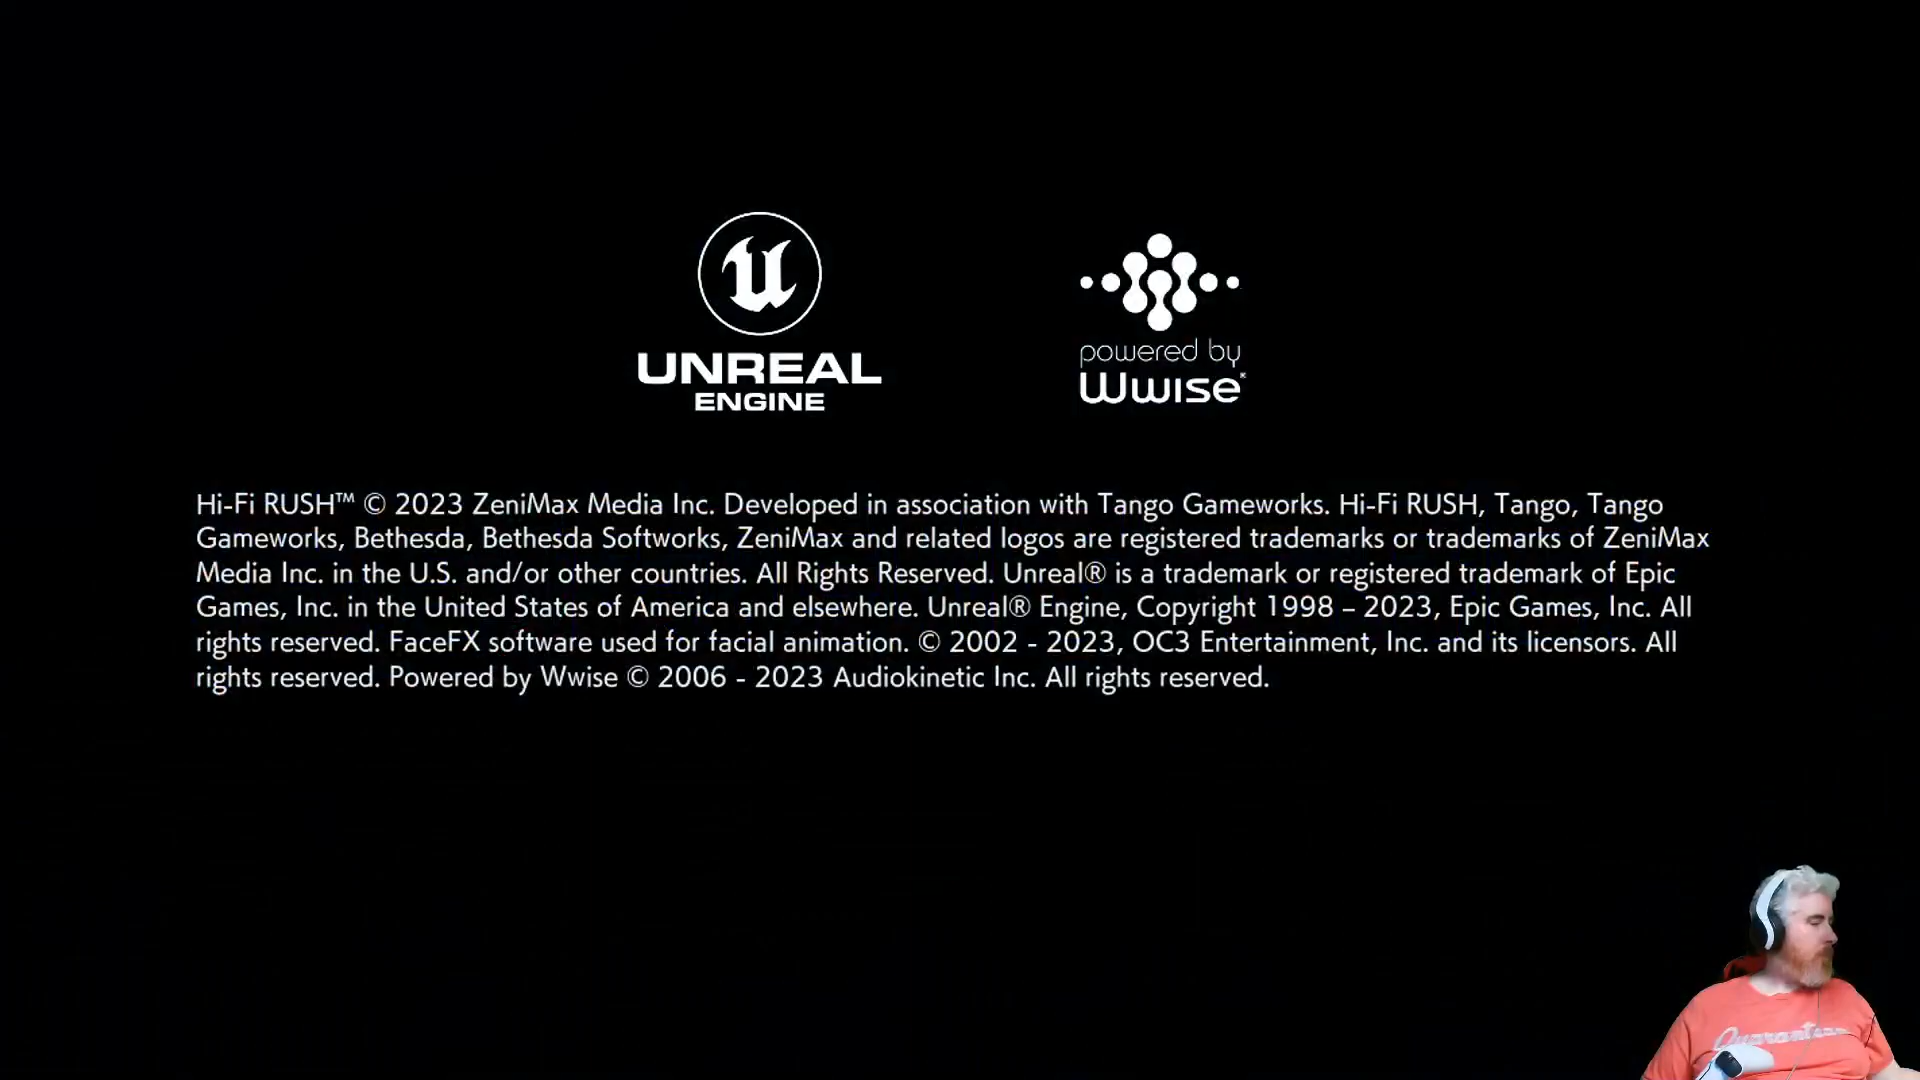 UNREAL
ENGINE
powered by
Wwise
Hi-Fi RUSH™ © 2023 ZeniMax Media Inc. Developed in association with Tango Gameworks. Hi-Fi RUSH, Tango, Tango
Gameworks, Bethesda, Bethesda Softworks, ZeniMax and related logos are registered trademarks or trademarks of ZeniMax
Media Inc. in the U.S. and/or other countries. All Rights Reserved. Unreal® is a trademark or registered trademark of Epic
Games, Inc. in the United States of America and elsewhere. Unreal® Engine, Copyright 1998 – 2023, Epic Games, Inc. All
rights reserved. FaceFX software used for facial animation. © 2002 - 2023, OC3 Entertainment, Inc. and its licensors. All
rights reserved. Powered by Wwise © 2006 - 2023 Audiokinetic Inc. All rights reserved.